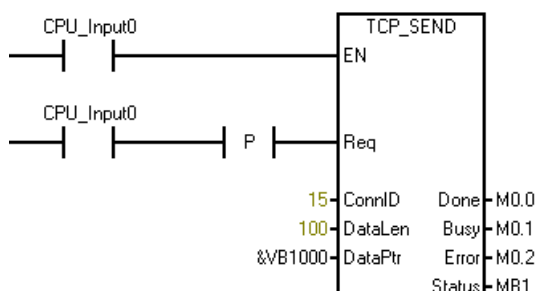 CPU_Input0 TCP_SEND
EN
CPU_Input0
P Req
15 ConnID Done M0.0
100 DataLen Busy M0.1
&VB1000 DataPtr Error M0.2
Status MB1